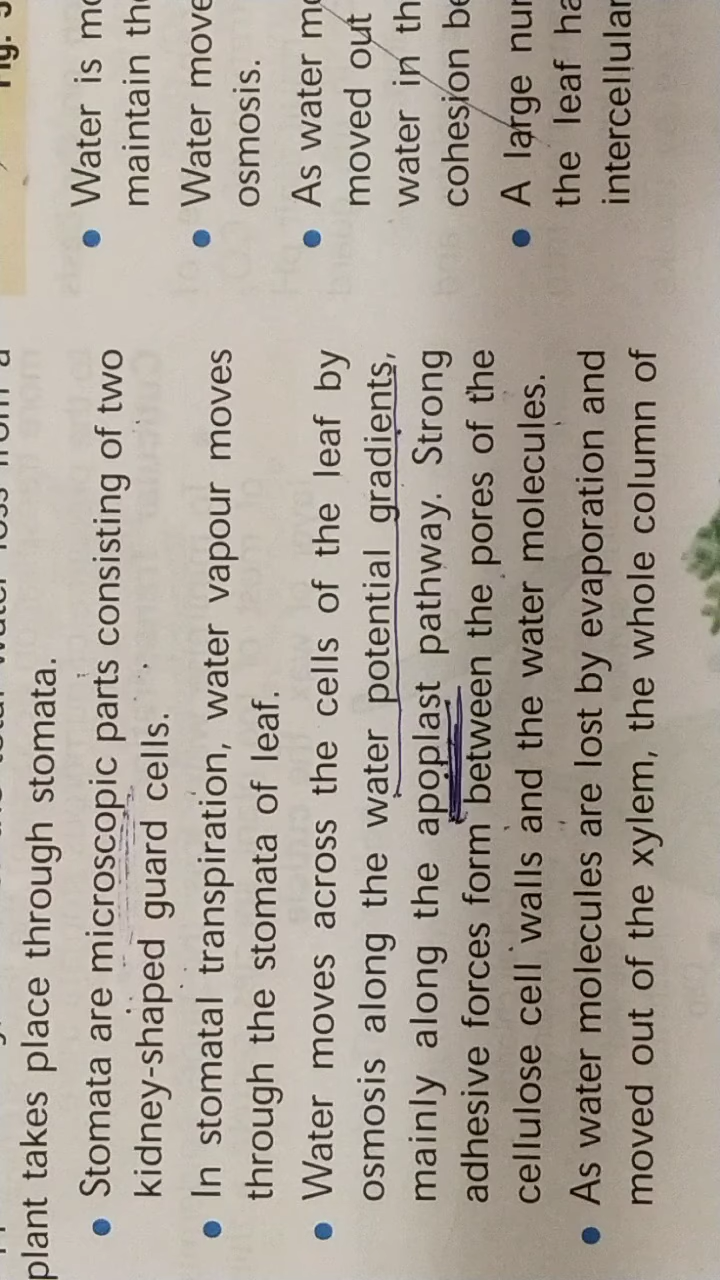 plant takes place through stomata.
• Stomata are microscopic parts consisting of two
kidney-shaped guard cells.
• In stomatal transpiration, water vapour moves
through the stomata of leaf.
• Water moves across the cells of the leaf by
osmosis along the water potential gradients,
mainly along the apoplast pathway. Strong
adhesive forces form between the pores of the
cellulose cell walls and the water molecules.
• As water molecules are lost by evaporation and
moved out of the xylem, the whole column of
• Water is
maintain
• Water move
osmosis.
• As water
moved out
water in
cohesion
• A large
the leaf
intercellular